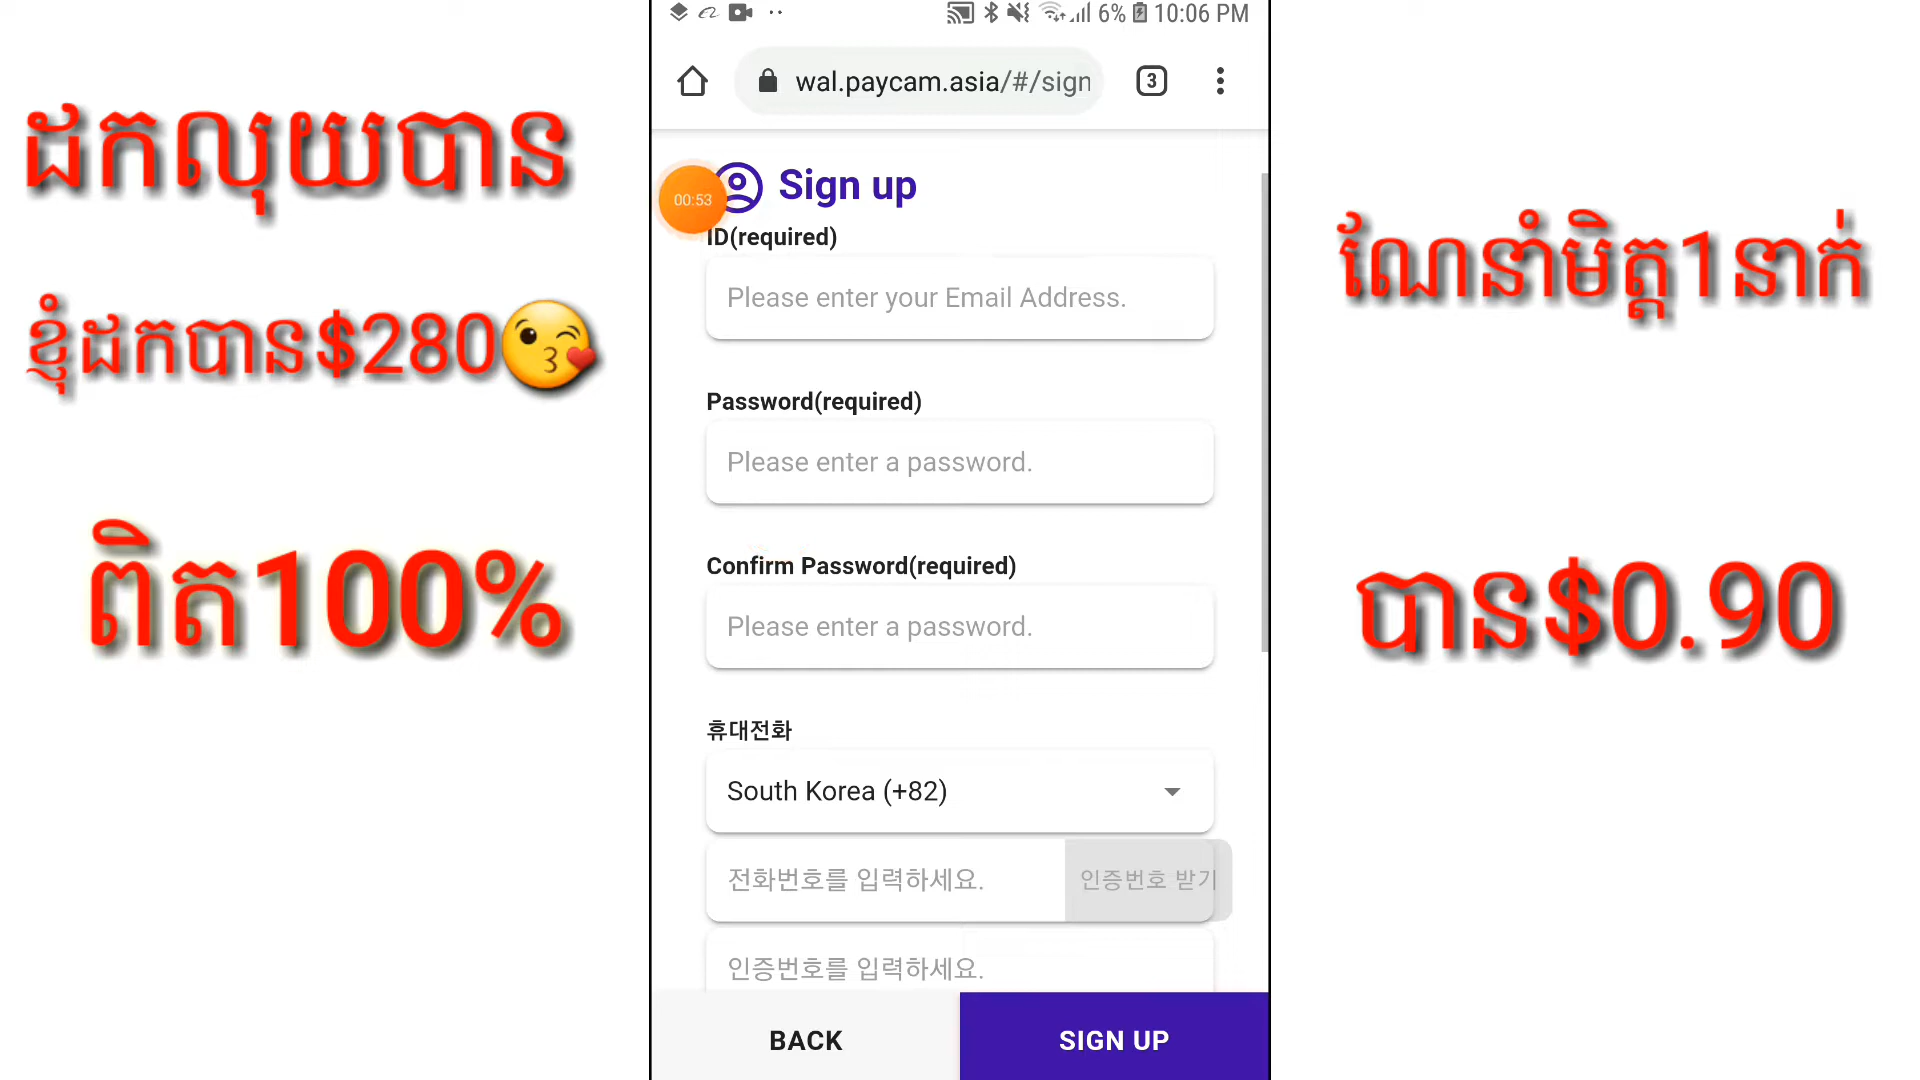 ដកលុយបាន
ខ្ញុំដកបាន$280
ពិត100%
6% 10:06 PM
wal.paycam.asia/#/sign
3
00:53
Sign up
ID(required)
Please enter your Email Address.
Password(required)
Please enter a password.
Confirm Password(required)
Please enter a password.
휴대전화
South Korea (+82)
전화번호를 입력하세요.
인증번호 받기
인증번호를 입력하세요.
BACK
SIGN UP
ណែនាំមិត្ត1នាក់
បាន$0.90